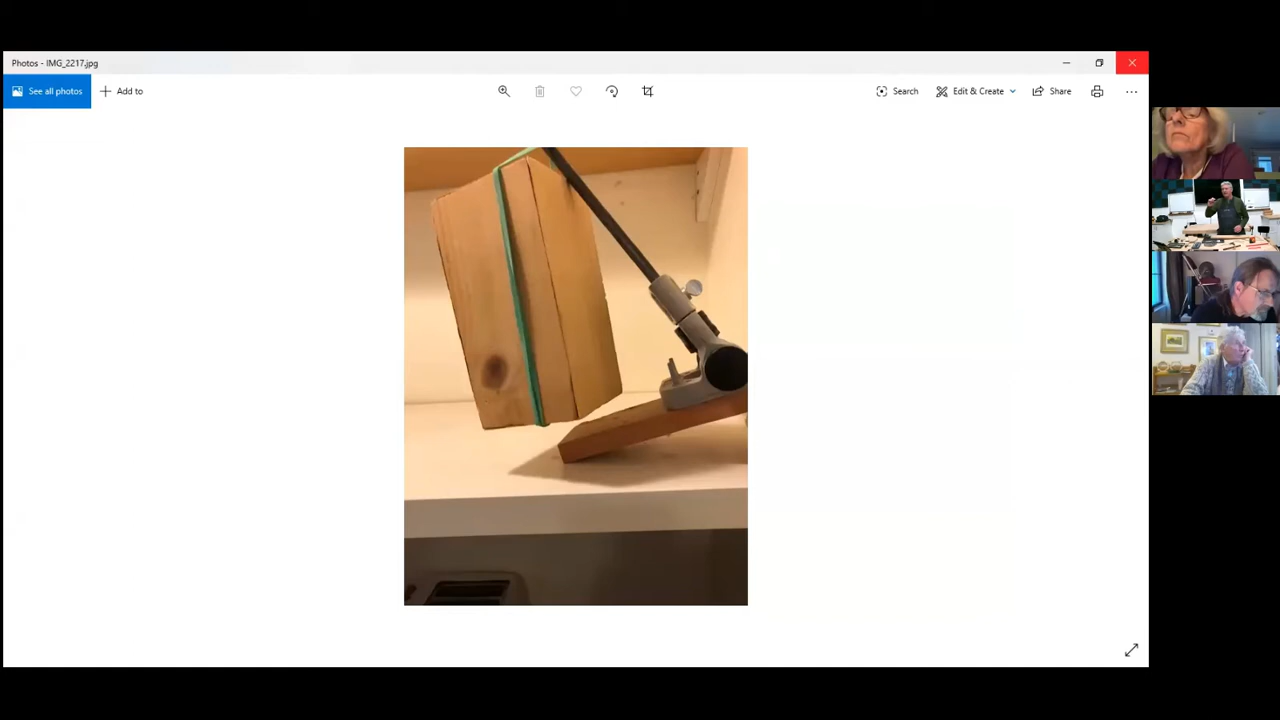 Photos - IMG_2217.jpg
See all photos
Add to
Search
Edit & Create
Share